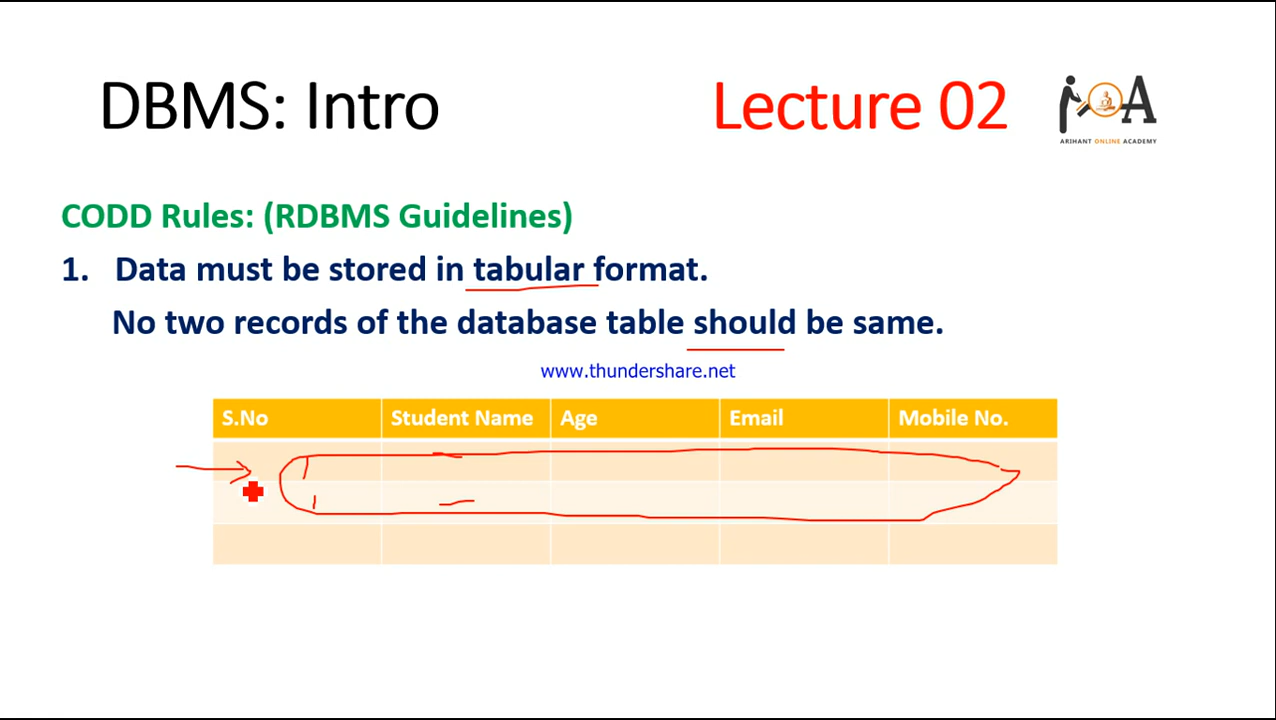 DBMS: Intro
Lecture 02
A
ARIHANT ONLINE ACADEMY
CODD Rules: (RDBMS Guidelines)
1. Data must be stored in tabular format.
No two records of the database table should be same.
www.thundershare.net
S.No Student Name Age Email Mobile No.